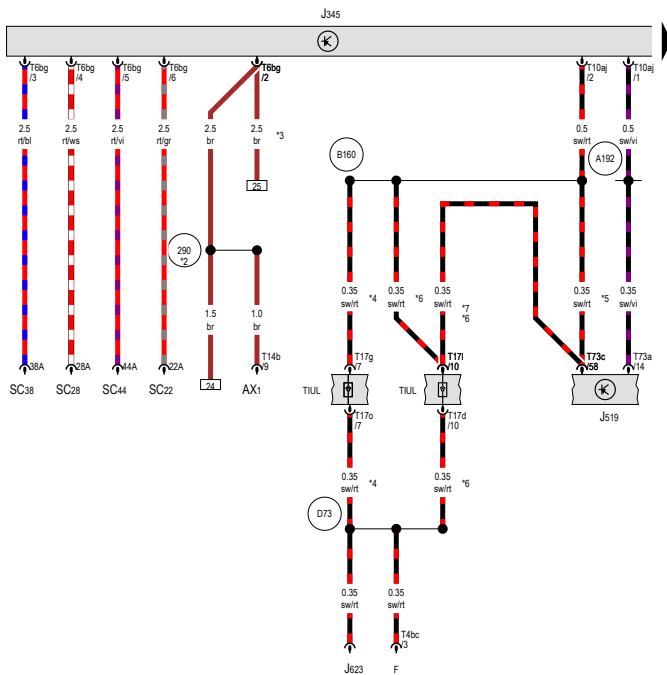 J345
T6bg
/3
T6bg
/4
T6bg
/5
T6bg
/6
T6bg
/2
T10aj
/2
T10aj
/1
2.5
rt/bl
2.5
rt/ws
2.5
rt/vi
2.5
rt/gr
2.5
br
2.5
br
*3
0.5
sw/rt
0.5
sw/vi
B160
A192
25
290
*2
1.5
br
1.0
br
0.35
sw/rt
*4
0.35
sw/rt
*6
0.35
sw/rt
*7
*6
0.35
sw/rt
*5
0.35
sw/vi
38A
28A
44A
22A
24
T14b
/9
T17g
/7
T17l
/10
T73c
/58
T73a
/14
SC38
SC28
SC44
SC22
AX1
TIUL
TIUL
J519
T17o
/7
T17d
/10
0.35
sw/rt
*4
0.35
sw/rt
*6
D73
0.35
sw/rt
0.35
sw/rt
T4bc
/3
J623
F